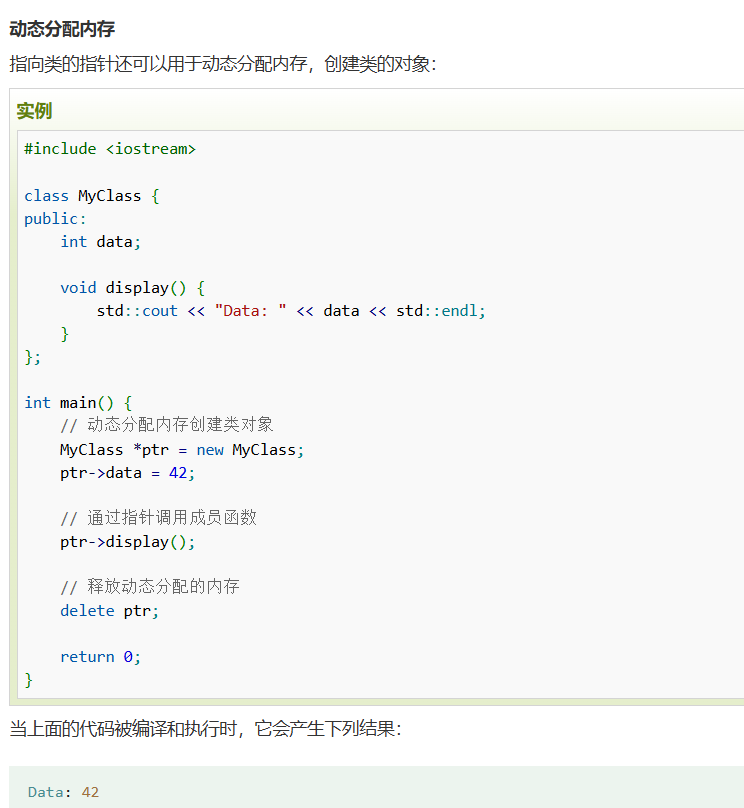 动态分配内存
指向类的指针还可以用于动态分配内存，创建类的对象：
实例
#include <iostream>
class MyClass {
public:
    int data;
    void display() {
        std::cout << "Data: " << data << std::endl;
    }
};
int main() {
    // 动态分配内存创建类对象
    MyClass *ptr = new MyClass;
    ptr->data = 42;
    // 通过指针调用成员函数
    ptr->display();
    // 释放动态分配的内存
    delete ptr;
    return 0;
}
当上面的代码被编译和执行时，它会产生下列结果：
Data: 42